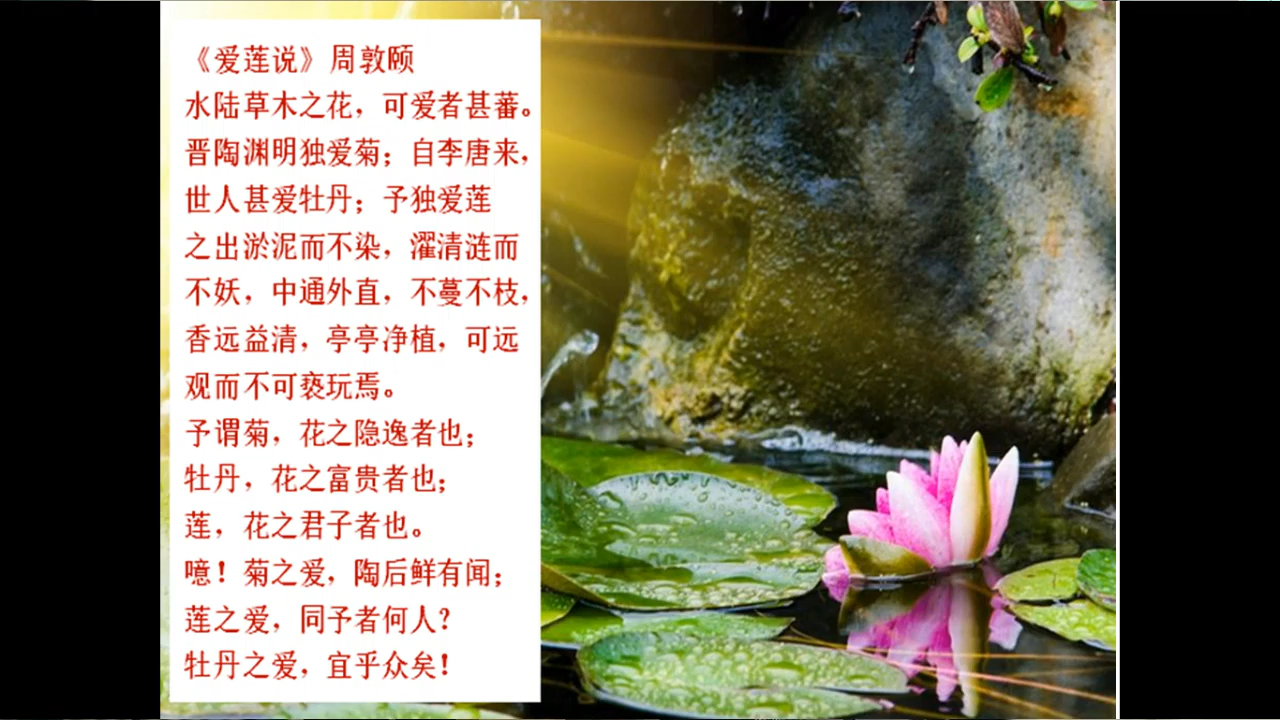 《爱莲说》周敦颐
水陆草木之花，可爱者甚蕃。
晋陶渊明独爱菊；自李唐来，
世人甚爱牡丹；予独爱莲
之出淤泥而不染，濯清涟而
不妖，中通外直，不蔓不枝，
香远益清，亭亭净植，可远
观而不可亵玩焉。
予谓菊，花之隐逸者也；
牡丹，花之富贵者也；
莲，花之君子者也。
噫！菊之爱，陶后鲜有闻；
莲之爱，同予者何人？
牡丹之爱，宜乎众矣！